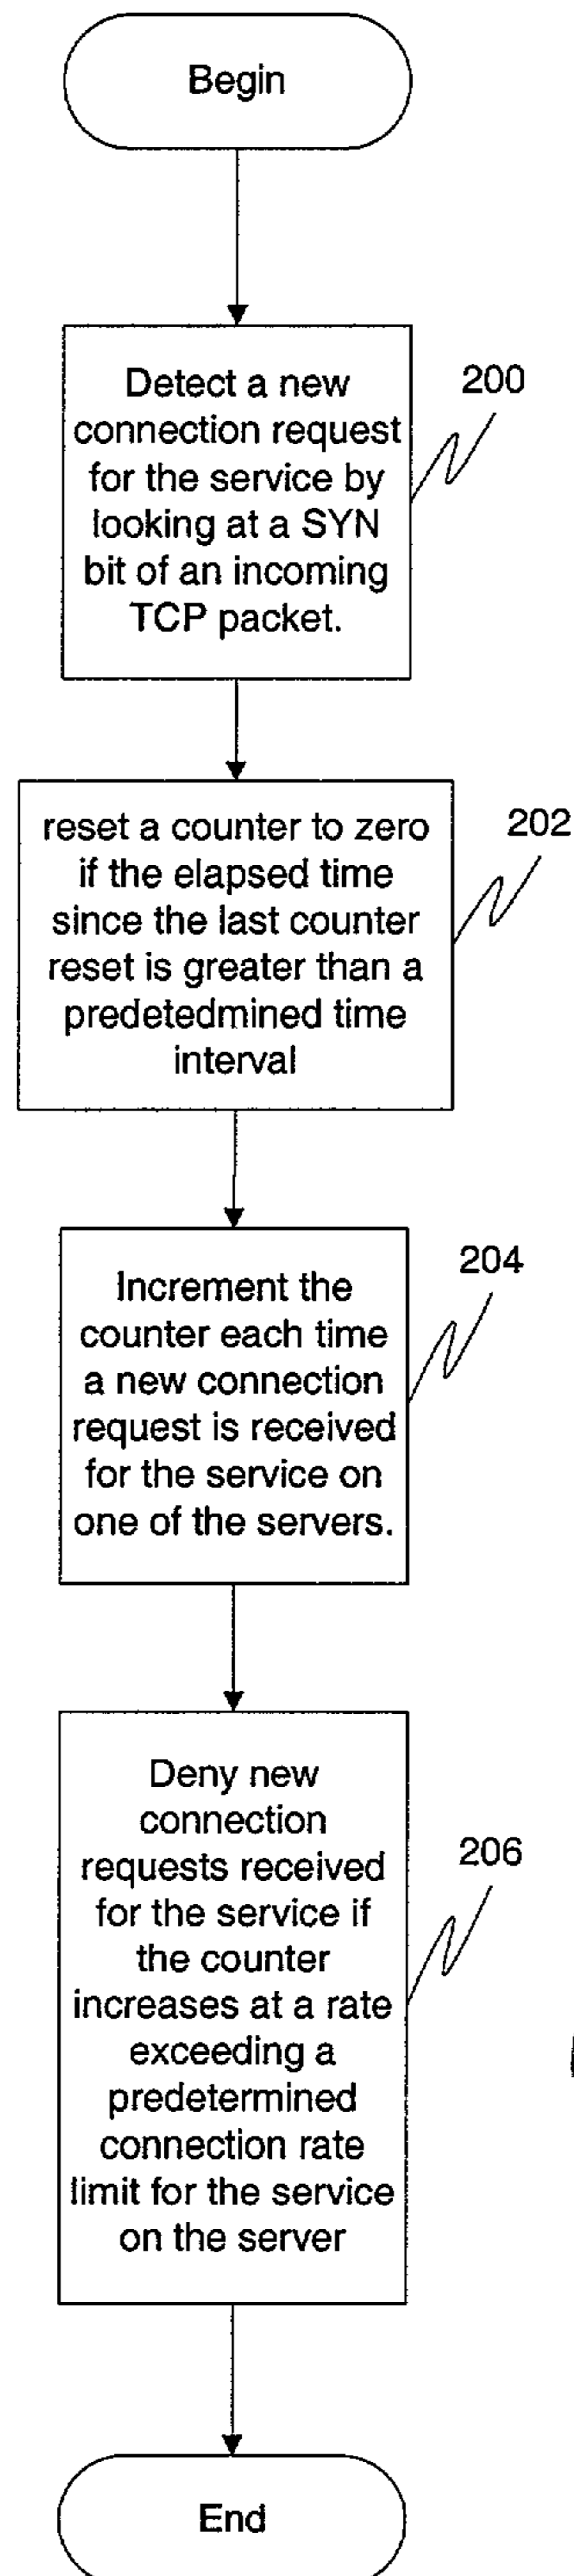 Begin
Detect a new
connection request
for the service by
looking at a SYN
bit of an incoming
TCP packet.
200
reset a counter to zero
if the elapsed time
since the last counter
reset is greater than a
predetedmined time
interval
202
Increment the
counter each time
a new connection
request is received
for the service on
one of the servers.
204
Deny new
connection
requests received
for the service if
the counter
increases at a rate
exceeding a
predetermined
connection rate
limit for the service
on the server
206
End